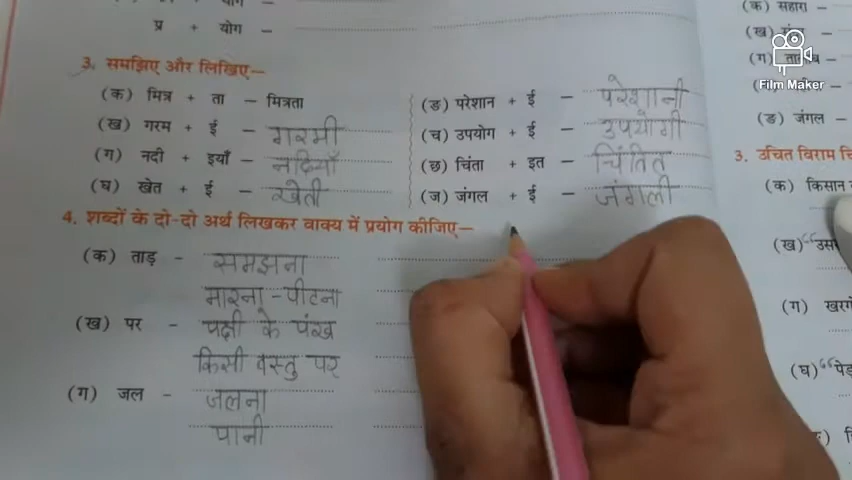 योग -
प्र + योग -
3. समझिए और लिखिए—
(क) मित्र + ता – मित्रता
(ख) गरम + ई – गरमी
(ग) नदी + इयाँ – नदियाँ
(घ) खेत + ई – खेती
(ङ) परेशान + ई – परेशानी
(च) उपयोग + ई – उपयोगी
(छ) चिंता + इत – चिंतित
(ज) जंगल + ई – जंगली
4. शब्दों के दो-दो अर्थ लिखकर वाक्य में प्रयोग कीजिए—
(क) ताड़ - समझना
मारना-पीटना
(ख) पर - पक्षी के पंख
किसी वस्तु पर
(ग) जल - जलना
पानी
(क) सहारा -
(ख)
(ग)
(ङ) जंगल -
3. उचित विराम
(क) किसान
(ख) “उस
(ग)
(घ) “पेड़
Film Maker